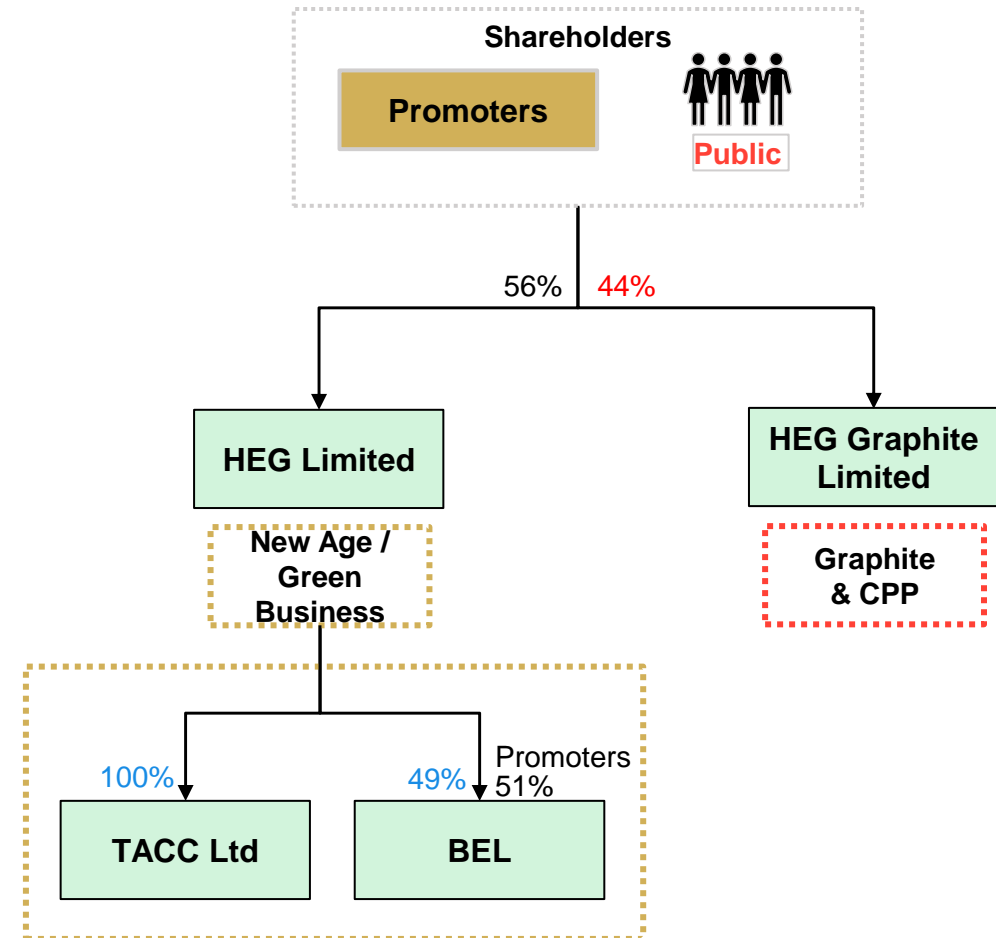 Shareholders
Promoters
Public
56%
44%
HEG Limited
HEG Graphite
Limited
New Age /
Green
Business
Graphite
& CPP
100%
49%
Promoters
51%
TACC Ltd
BEL